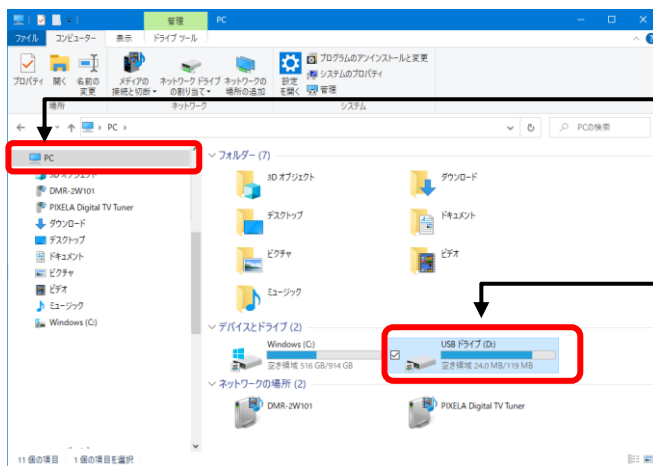 管理 PC
ファイル コンピューター 表示 ドライブ ツール
プロパティ 開く 名前の変更
メディアの接続と切断 ネットワーク ドライブの割り当て ネットワークの場所の追加
設定を開く
プログラムのアンインストールと変更
システムのプロパティ
管理
場所 ネットワーク システム
PC
PCの検索
PC
3D オブジェクト
DMR-2W101
PIXELA Digital TV Tuner
ダウンロード
デスクトップ
ドキュメント
ピクチャ
ビデオ
ミュージック
Windows (C:)
フォルダー (7)
3D オブジェクト
ダウンロード
デスクトップ
ドキュメント
ピクチャ
ビデオ
ミュージック
デバイスとドライブ (2)
Windows (C:)
空き領域 516 GB/914 GB
USB ドライブ (D:)
空き領域 24.0 MB/119 MB
ネットワークの場所 (2)
DMR-2W101
PIXELA Digital TV Tuner
11 個の項目 1 個の項目を選択